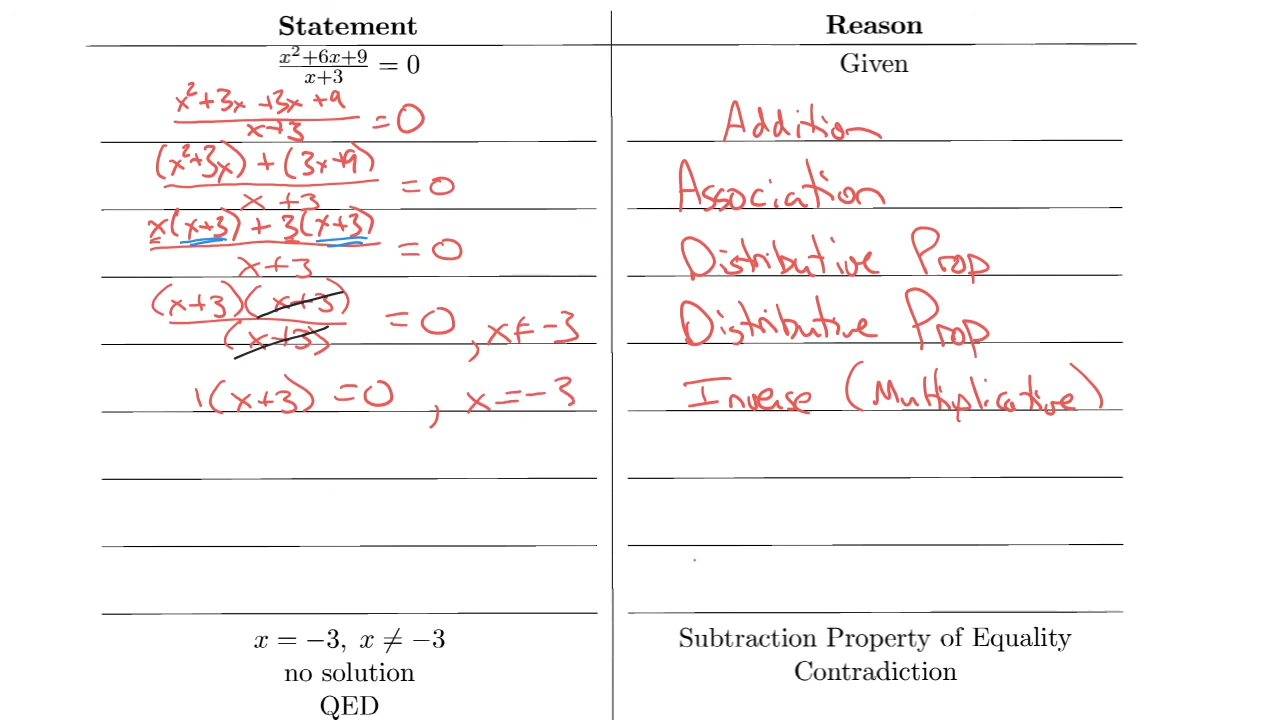 Statement Reason
x²+6x+9 / x+3 = 0 Given
x²+3x+3x+9 / x+3 = 0 Addition
(x²+3x) + (3x+9) / x+3 = 0 Association
x(x+3) + 3(x+3) / x+3 = 0 Distributive Prop
(x+3)(x+3) / (x+3) = 0 , x≠-3 Distributive Prop
1(x+3) = 0 , x=-3 Inverse (Multiplicative)
x = −3, x ≠ −3 Subtraction Property of Equality
no solution Contradiction
QED